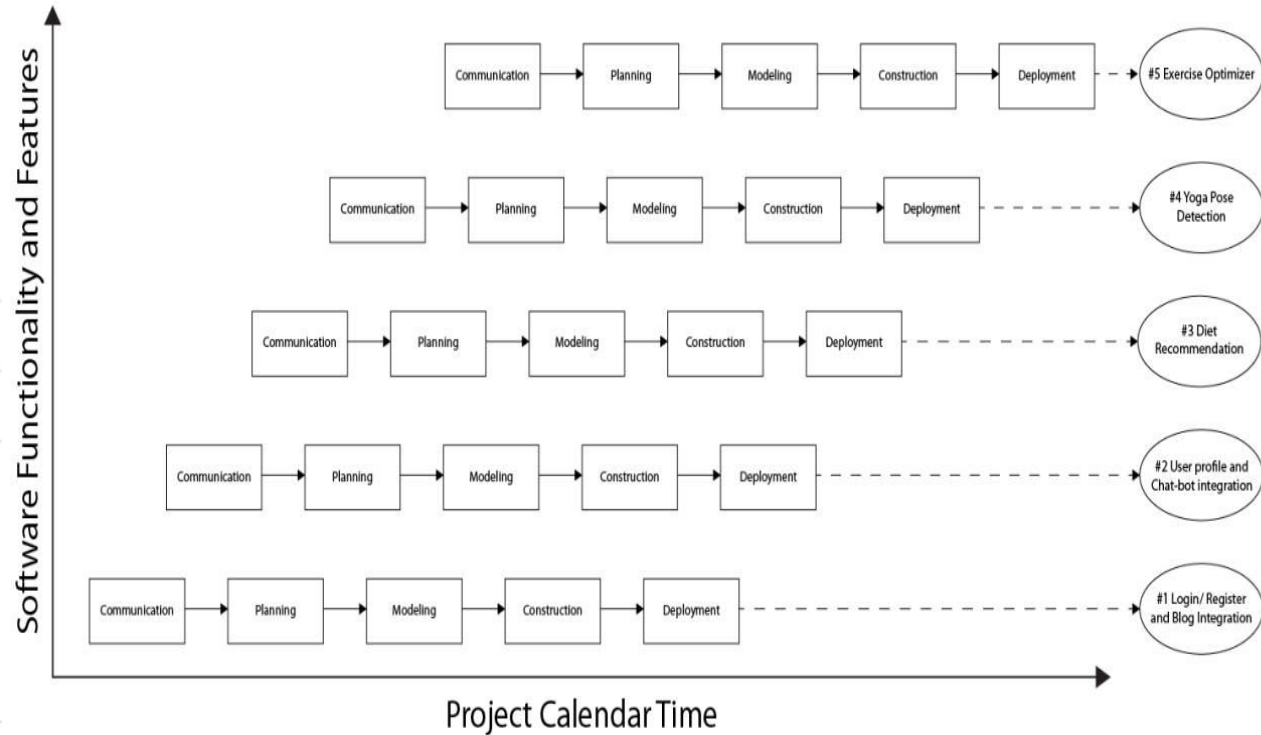 Software Functionality and Features
Communication
Planning
Modeling
Construction
Deployment
#5 Exercise Optimizer
Communication
Planning
Modeling
Construction
Deployment
#4 Yoga Pose
Detection
Communication
Planning
Modeling
Construction
Deployment
#3 Diet
Recommendation
Communication
Planning
Modeling
Construction
Deployment
#2 User profile and
Chat-bot integration
Communication
Planning
Modeling
Construction
Deployment
#1 Login/ Register
and Blog Integration
Project Calendar Time